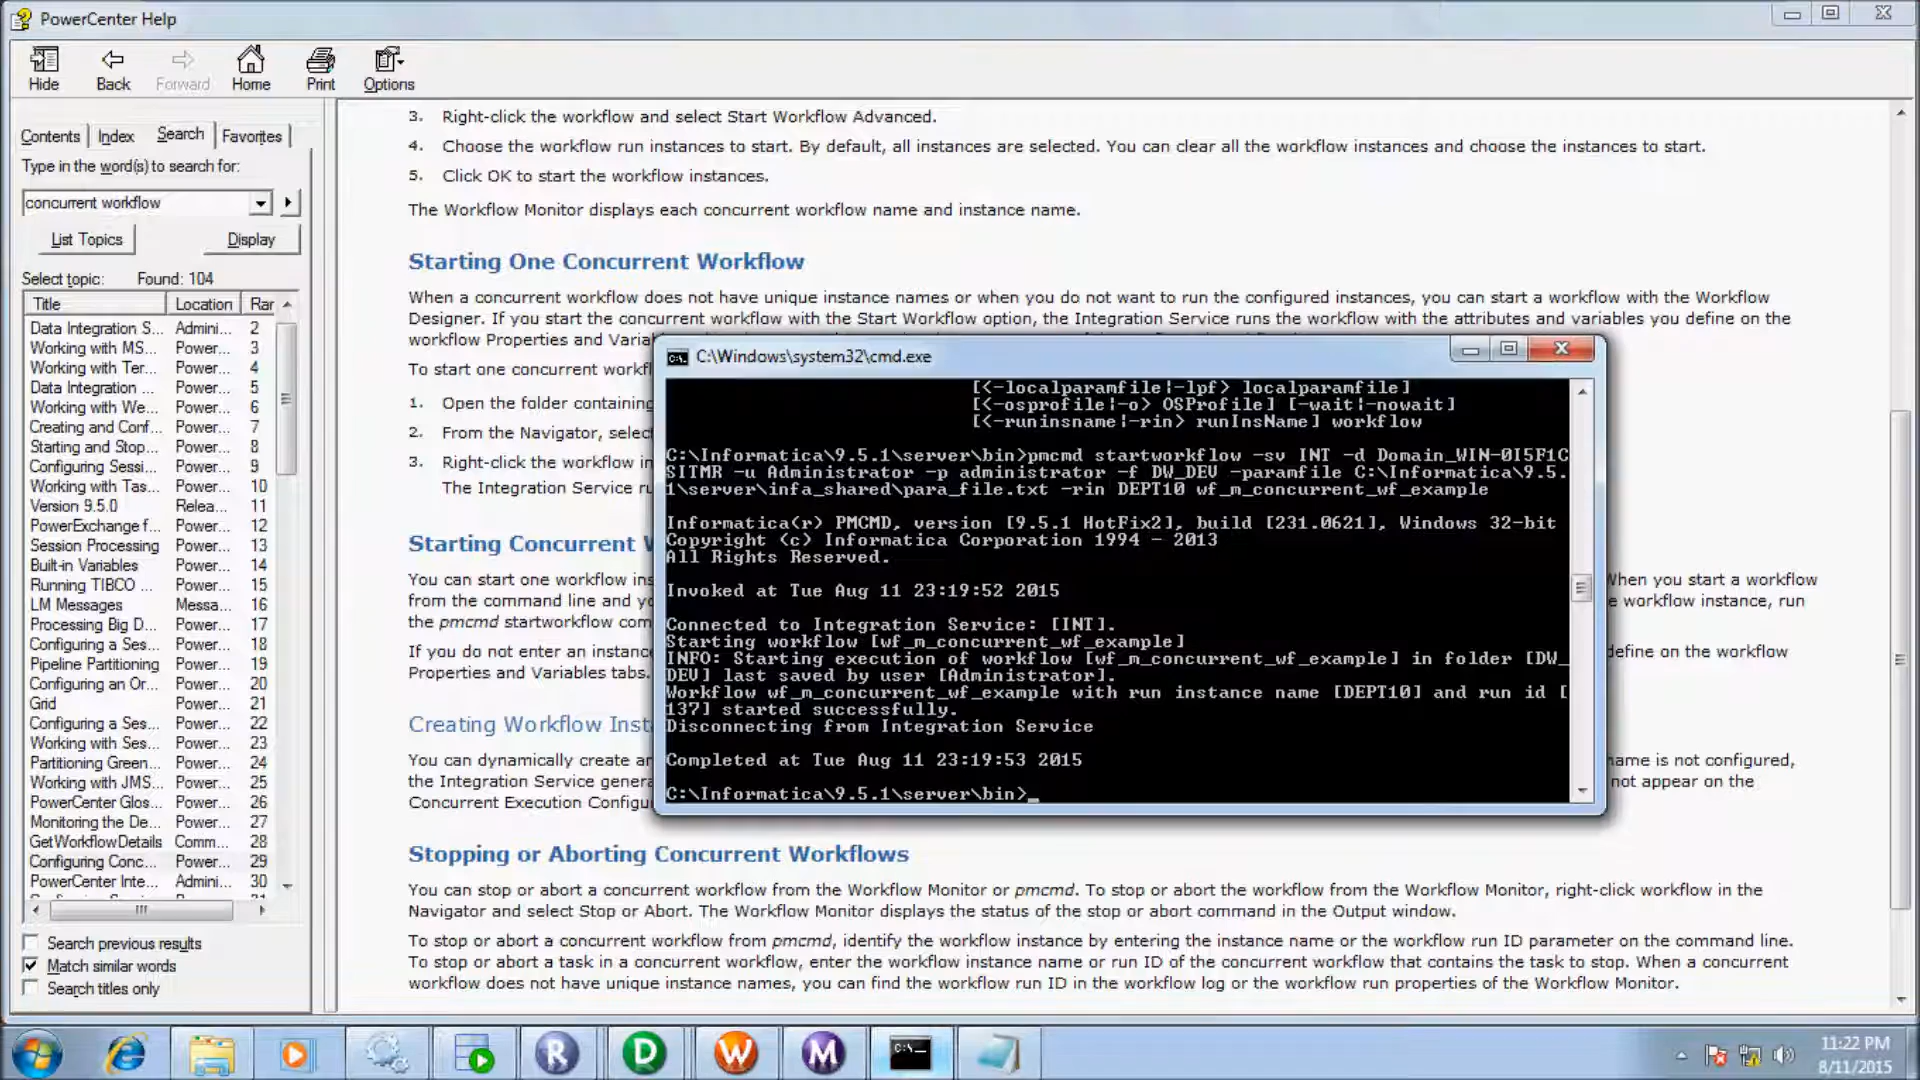 PowerCenter Help
Hide
Back
Forward
Home
Print
Options
Contents
Index
Search
Favorites
Type in the word(s) to search for:
concurrent workflow
List Topics
Display
Select topic:
Found: 104
Title Location Ran
Data Integration S... Admini... 2
Working with MS... Power... 3
Working with Ter... Power... 4
Data Integration ... Power... 5
Working with We... Power... 6
Creating and Conf... Power... 7
Starting and Stop... Power... 8
Configuring Sessi... Power... 9
Working with Tas... Power... 10
Version 9.5.0 Relea... 11
PowerExchange f... Power... 12
Session Processing Power... 13
Built-in Variables Power... 14
Running TIBCO ... Power... 15
LM Messages Messa... 16
Processing Big D... Power... 17
Configuring a Ses... Power... 18
Pipeline Partitioning Power... 19
Configuring an Or... Power... 20
Grid Power... 21
Configuring a Ses... Power... 22
Working with Ses... Power... 23
Partitioning Green... Power... 24
Working with JMS... Power... 25
PowerCenter Glos... Power... 26
Monitoring the De... Power... 27
GetWorkflowDetails Comm... 28
Configuring Conc... Power... 29
PowerCenter Inte... Admini... 30
Search previous results
Match similar words
Search titles only
3. Right-click the workflow and select Start Workflow Advanced.
4. Choose the workflow run instances to start. By default, all instances are selected. You can clear all the workflow instances and choose the instances to start.
5. Click OK to start the workflow instances.
The Workflow Monitor displays each concurrent workflow name and instance name.
Starting One Concurrent Workflow
When a concurrent workflow does not have unique instance names or when you do not want to run the configured instances, you can start a workflow with the Workflow
Designer. If you start the concurrent workflow with the Start Workflow option, the Integration Service runs the workflow with the attributes and variables you define on the
workflow Properties and Varia
To start one concurrent workfl
1. Open the folder containing
2. From the Navigator, selec
3. Right-click the workflow in
The Integration Service ru
Starting Concurrent W
You can start one workflow ins
When you start a workflow
from the command line and yo
e workflow instance, run
the pmcmd startworkflow com
If you do not enter an instance
define on the workflow
Properties and Variables tabs.
Creating Workflow Inst
You can dynamically create an
name is not configured,
the Integration Service genera
not appear on the
Concurrent Execution Configu
Stopping or Aborting Concurrent Workflows
You can stop or abort a concurrent workflow from the Workflow Monitor or pmcmd. To stop or abort the workflow from the Workflow Monitor, right-click workflow in the
Navigator and select Stop or Abort. The Workflow Monitor displays the status of the stop or abort command in the Output window.
To stop or abort a concurrent workflow from pmcmd, identify the workflow instance by entering the instance name or the workflow run ID parameter on the command line.
To stop or abort a task in a concurrent workflow, enter the workflow instance name or run ID of the concurrent workflow that contains the task to stop. When a concurrent
workflow does not have unique instance names, you can find the workflow run ID in the workflow log or the workflow run properties of the Workflow Monitor.
C:\Windows\system32\cmd.exe
[<-localparamfile|-lpf> localparamfile]
[<-osprofile|-o> OSProfile] [-wait|-nowait]
[<-runinsname|-rin> runInsName] workflow
C:\Informatica\9.5.1\server\bin>pmcmd startworkflow -sv INT -d Domain_WIN-0I5F1C
SITMR -u Administrator -p administrator -f DW_DEV -paramfile C:\Informatica\9.5.
1\server\infa_shared\para_file.txt -rin DEPT10 wf_m_concurrent_wf_example
Informatica(r) PMCMD, version [9.5.1 HotFix2], build [231.0621], Windows 32-bit
Copyright (c) Informatica Corporation 1994 - 2013
All Rights Reserved.
Invoked at Tue Aug 11 23:19:52 2015
Connected to Integration Service: [INT].
Starting workflow [wf_m_concurrent_wf_example]
INFO: Starting execution of workflow [wf_m_concurrent_wf_example] in folder [DW_
DEV] last saved by user [Administrator].
Workflow wf_m_concurrent_wf_example with run instance name [DEPT10] and run id [
137] started successfully.
Disconnecting from Integration Service
Completed at Tue Aug 11 23:19:53 2015
C:\Informatica\9.5.1\server\bin>_
R
D
W
M
C:\.
11:22 PM
8/11/2015